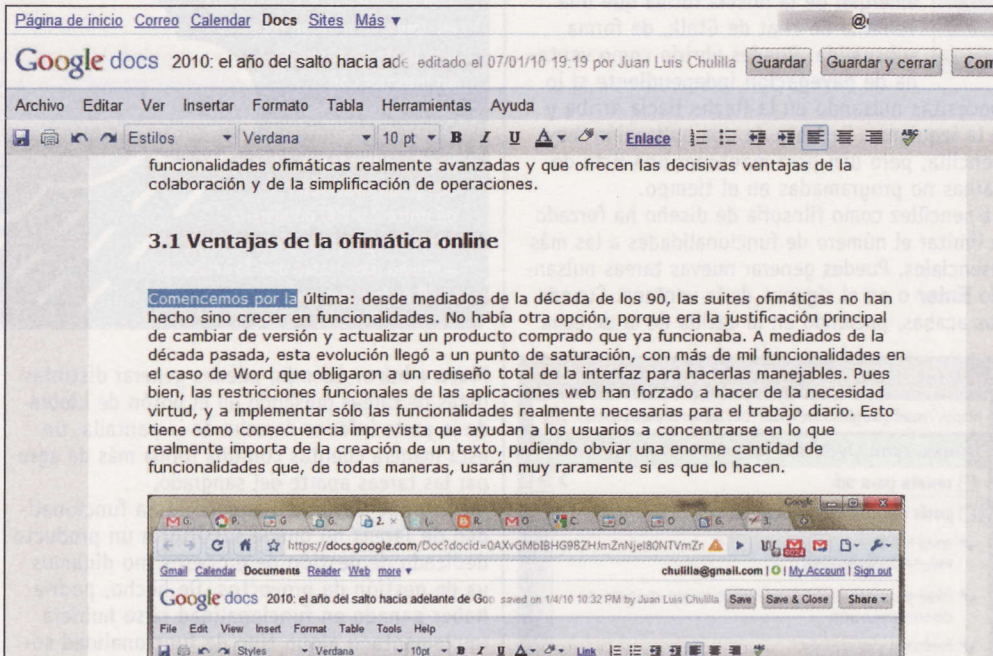 Página de inicio Correo Calendar Docs Sites Más ▼ @
Google docs 2010: el año del salto hacia ade editado el 07/01/10 19:19 por Juan Luis Chulilla Guardar Guardar y cerrar Com
Archivo Editar Ver Insertar Formato Tabla Herramientas Ayuda
Estilos Verdana 10 pt B I U A Enlace
funcionalidades ofimáticas realmente avanzadas y que ofrecen las decisivas ventajas de la
colaboración y de la simplificación de operaciones.
3.1 Ventajas de la ofimática online
Comencemos por la última: desde mediados de la década de los 90, las suites ofimáticas no han
hecho sino crecer en funcionalidades. No había otra opción, porque era la justificación principal
de cambiar de versión y actualizar un producto comprado que ya funcionaba. A mediados de la
década pasada, esta evolución llegó a un punto de saturación, con más de mil funcionalidades en
el caso de Word que obligaron a un rediseño total de la interfaz para hacerlas manejables. Pues
bien, las limitaciones funcionales de las aplicaciones web han forzado a hacer de la necesidad
virtud, y a implementar sólo las funcionalidades realmente necesarias para el trabajo diario. Esto
tiene como consecuencia imprevista que ayudan a los usuarios a concentrarse en lo que
realmente importa de la creación de un texto, pudiendo obviar una enorme cantidad de
funcionalidades que, de todas maneras, usarán muy raramente si es que lo hacen.
Google
G. P. G G. 2. × (.. R. M O C. O O G. 3.
https://docs.google.com/Doc?docid=
Gmail Calendar Documents Reader Web more ▼ chulilla@gmail.com | | My Account | Sign out
Google docs 2010: el año del salto hacia adelante de Goo saved on 1/4/10 10:32 PM by Juan Luis Chulilla Save Save & Close Share
File Edit View Insert Format Table Tools Help
Styles Verdana 10pt B I U A Link